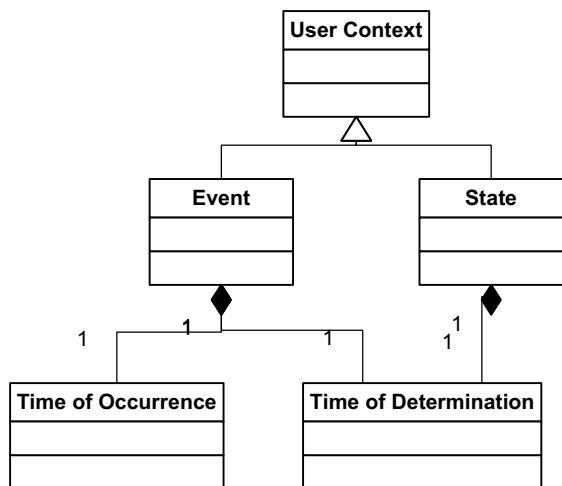 User Context
Event
State
1
1
1
1
1
Time of Occurrence
Time of Determination